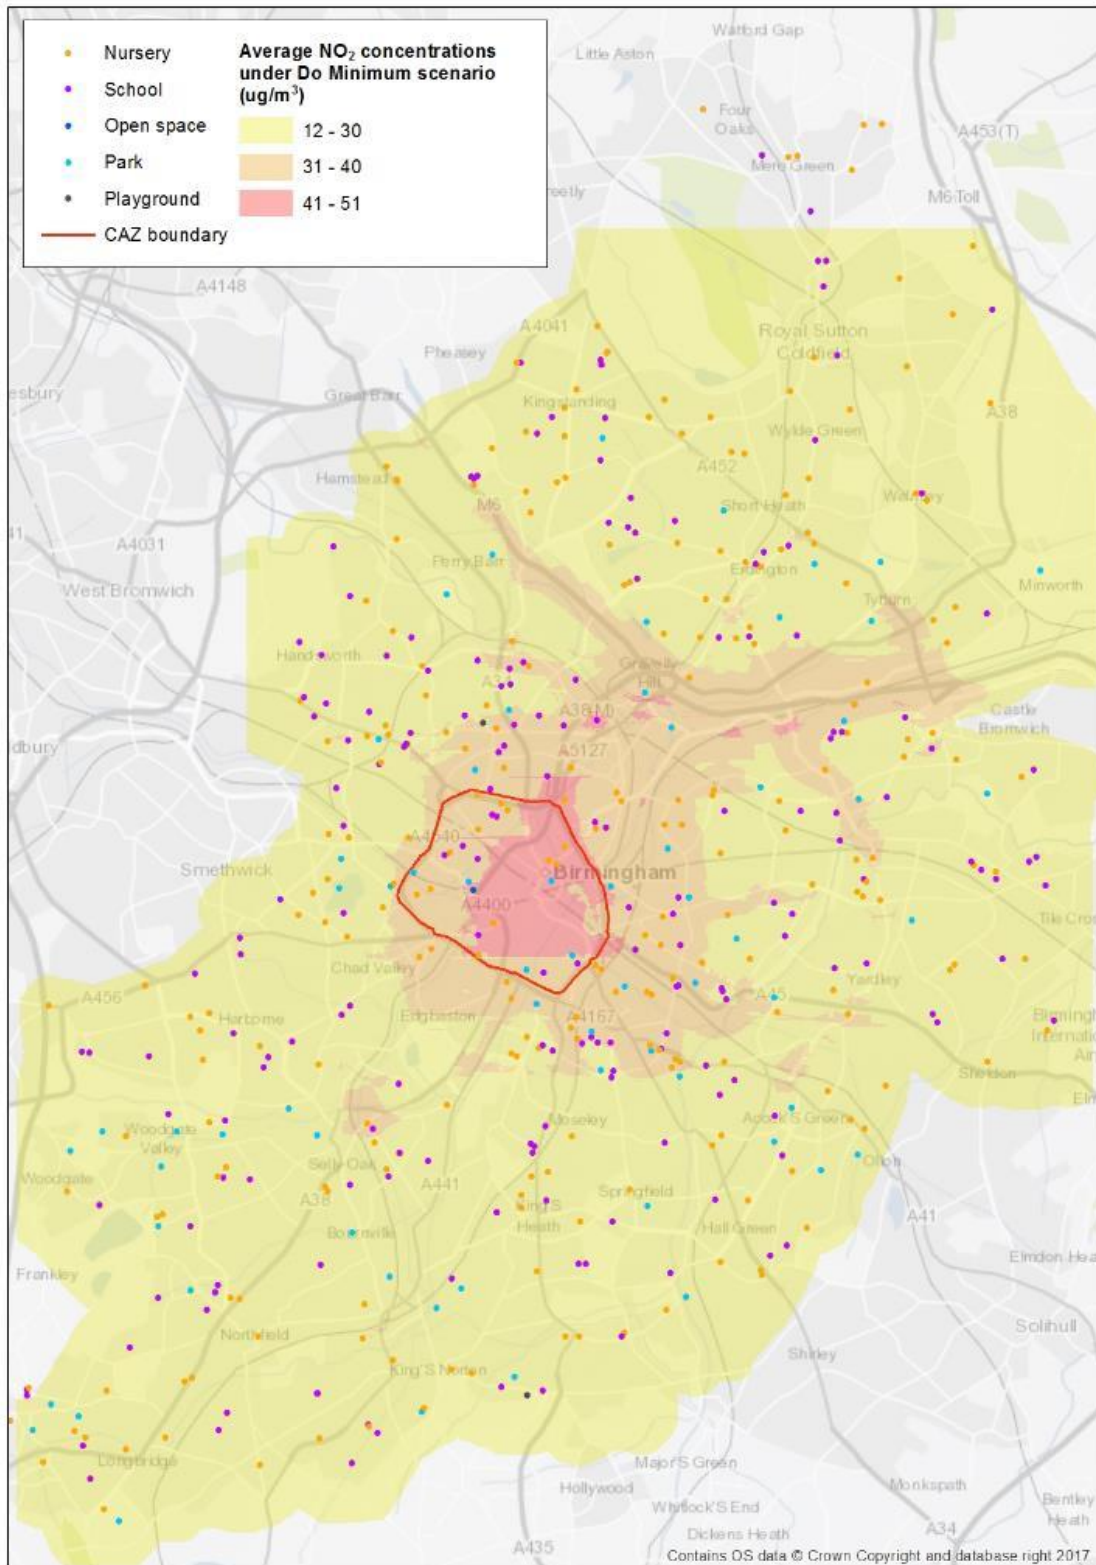 Nursery
School
Open space
Park
Playground
CAZ boundary
Average NO₂ concentrations
under Do Minimum scenario
(ug/m³)
12 - 30
31 - 40
41 - 51
Watford Gap
Little Aston
Four
Oaks
A453(T)
Mere Green
M6 Toll
A4148
A4041
Royal Sutton
Coldfield
Pheasey
Great Barr
Kingstanding
A38
Wylde Green
A452
Hamstead
M6
Short Heath
Walmley
A4031
Perry Barr
Erdington
Minworth
West Bromwich
Tyburn
Handsworth
Gravelly
Hill
A34
A38(M)
Castle
Bromwich
A5127
A4540
Smethwick
Birmingham
A4400
Chad Valley
Yardley
A456
A45
Harborne
Edgbaston
A4167
Sheldon
Moseley
Acock'S Green
Woodgate
Valley
Selly Oak
Olton
Woodgate
A38
A441
Springfield
King'S
Heath
Hall Green
A41
Bournville
Frankley
Northfield
Solihull
Shirley
King'S Norton
Longbridge
Major'S Green
Hollywood
Monkspath
Whitlock'S End
Bentley
Heath
Dickens Heath
A34
A435
Contains OS data © Crown Copyright and database right 2017